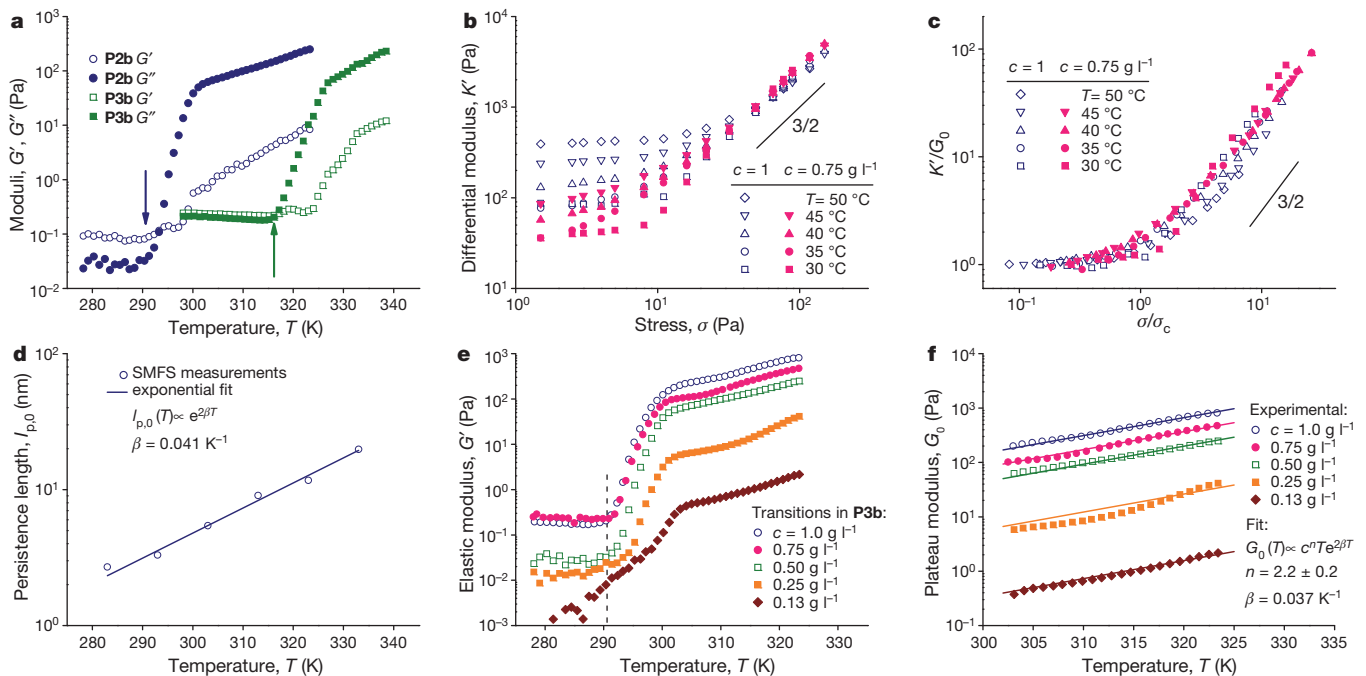 a
P2b G′
P2b G″
P3b G′
P3b G″
Moduli, G′, G″ (Pa)
10³
10²
10¹
10⁰
10⁻¹
10⁻²
280 290 300 310 320 330 340
Temperature, T (K)
b
Differential modulus, K′ (Pa)
10⁴
10³
10²
10¹
3/2
c = 1 c = 0.75 g l⁻¹
T = 50 °C
45 °C
40 °C
35 °C
30 °C
10⁰ 10¹ 10²
Stress, σ (Pa)
c
K′/G₀
10²
10¹
10⁰
c = 1 c = 0.75 g l⁻¹
T = 50 °C
45 °C
40 °C
35 °C
30 °C
3/2
10⁻¹ 10⁰ 10¹
σ/σc
d
Persistence length, lp,0 (nm)
10²
10¹
10⁰
SMFS measurements
exponential fit
lp,0 (T) ∝ e²ᵝᵀ
β = 0.041 K⁻¹
280 290 300 310 320 330 340
Temperature, T (K)
e
Elastic modulus, G′ (Pa)
10³
10²
10¹
10⁰
10⁻¹
10⁻²
10⁻³
Transitions in P3b:
c = 1.0 g l⁻¹
0.75 g l⁻¹
0.50 g l⁻¹
0.25 g l⁻¹
0.13 g l⁻¹
280 290 300 310 320 330
Temperature, T (K)
f
Plateau modulus, G₀ (Pa)
10⁴
10³
10²
10¹
10⁰
10⁻¹
Experimental:
c = 1.0 g l⁻¹
0.75 g l⁻¹
0.50 g l⁻¹
0.25 g l⁻¹
0.13 g l⁻¹
Fit:
G₀ (T) ∝ cⁿTe²ᵝᵀ
n = 2.2 ± 0.2
β = 0.037 K⁻¹
300 305 310 315 320 325 330
Temperature, T (K)